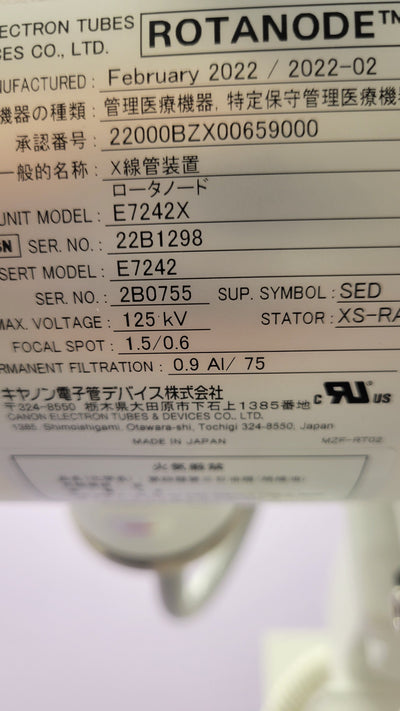 ELECTRON TUBES
ROTANODE™
CES CO., LTD.
NUFACTURED : February 2022 / 2022-02
機器の種類 : 管理医療機器, 特定保守管理医療機
承認番号 : 22000BZX00659000
一般的名称 : X線管装置
ロータノード
UNIT MODEL : E7242X
SN SER. NO. : 22B1298
SERT MODEL : E7242
SER. NO. : 2B0755 SUP. SYMBOL : SED
MAX. VOLTAGE : 125 kV STATOR : XS-RA
FOCAL SPOT : 1.5/0.6
RMANENT FILTRATION : 0.9 Al/ 75
キヤノン電子管デバイス株式会社
〒324-8550 栃木県大田原市下石上1385番地
c RU us
CANON ELECTRON TUBES & DEVICES CO., LTD.
1385, Shimoishigami, Otawara-shi, Tochigi 324-8550, Japan
MADE IN JAPAN MZF-RT02
火気厳禁